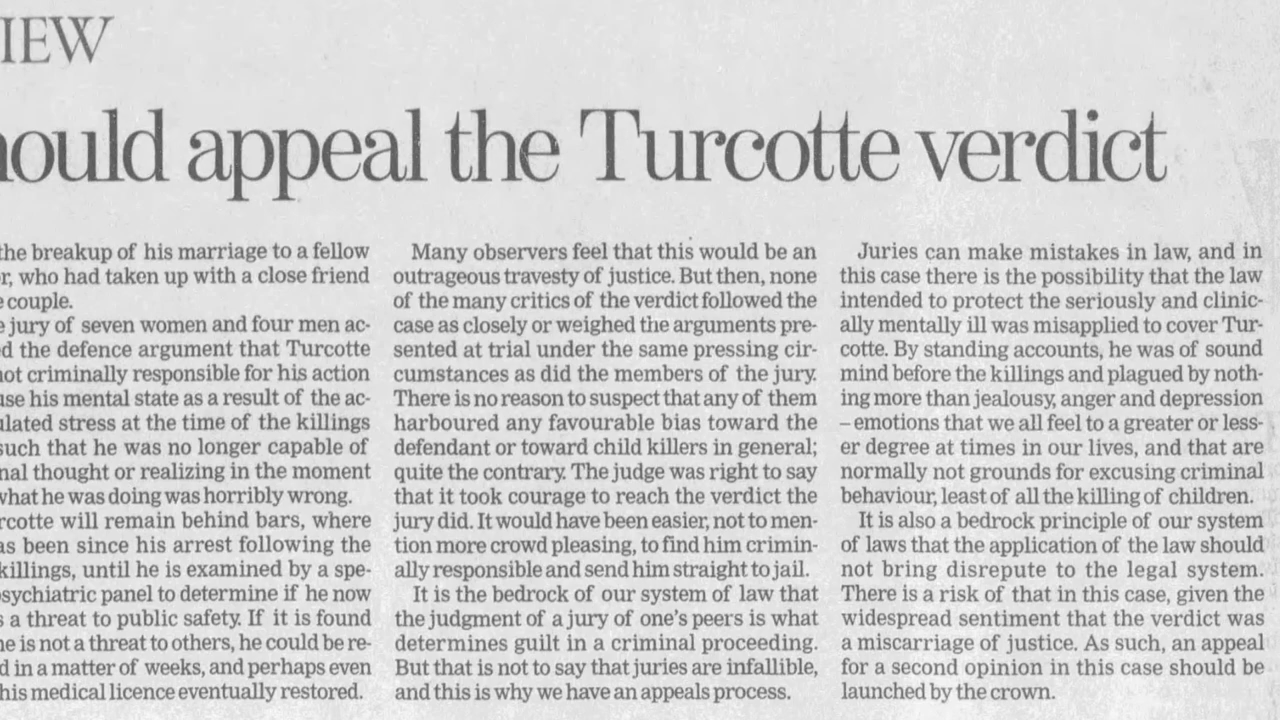 IEW
hould appeal the Turcotte verdict
the breakup of his marriage to a fellow
r, who had taken up with a close friend
e couple.
e jury of seven women and four men ac-
d the defence argument that Turcotte
not criminally responsible for his action
use his mental state as a result of the ac-
ulated stress at the time of the killings
such that he was no longer capable of
nal thought or realizing in the moment
what he was doing was horribly wrong.
rcotte will remain behind bars, where
as been since his arrest following the
killings, until he is examined by a spe-
psychiatric panel to determine if he now
s a threat to public safety. If it is found
he is not a threat to others, he could be re-
d in a matter of weeks, and perhaps even
his medical licence eventually restored.
Many observers feel that this would be an
outrageous travesty of justice. But then, none
of the many critics of the verdict followed the
case as closely or weighed the arguments pre-
sented at trial under the same pressing cir-
cumstances as did the members of the jury.
There is no reason to suspect that any of them
harboured any favourable bias toward the
defendant or toward child killers in general;
quite the contrary. The judge was right to say
that it took courage to reach the verdict the
jury did. It would have been easier, not to men-
tion more crowd pleasing, to find him crimin-
ally responsible and send him straight to jail.
It is the bedrock of our system of law that
the judgment of a jury of one's peers is what
determines guilt in a criminal proceeding.
But that is not to say that juries are infallible,
and this is why we have an appeals process.
Juries can make mistakes in law, and in
this case there is the possibility that the law
intended to protect the seriously and clinic-
ally mentally ill was misapplied to cover Tur-
cotte. By standing accounts, he was of sound
mind before the killings and plagued by noth-
ing more than jealousy, anger and depression
– emotions that we all feel to a greater or less-
er degree at times in our lives, and that are
normally not grounds for excusing criminal
behaviour, least of all the killing of children.
It is also a bedrock principle of our system
of laws that the application of the law should
not bring disrepute to the legal system.
There is a risk of that in this case, given the
widespread sentiment that the verdict was
a miscarriage of justice. As such, an appeal
for a second opinion in this case should be
launched by the crown.